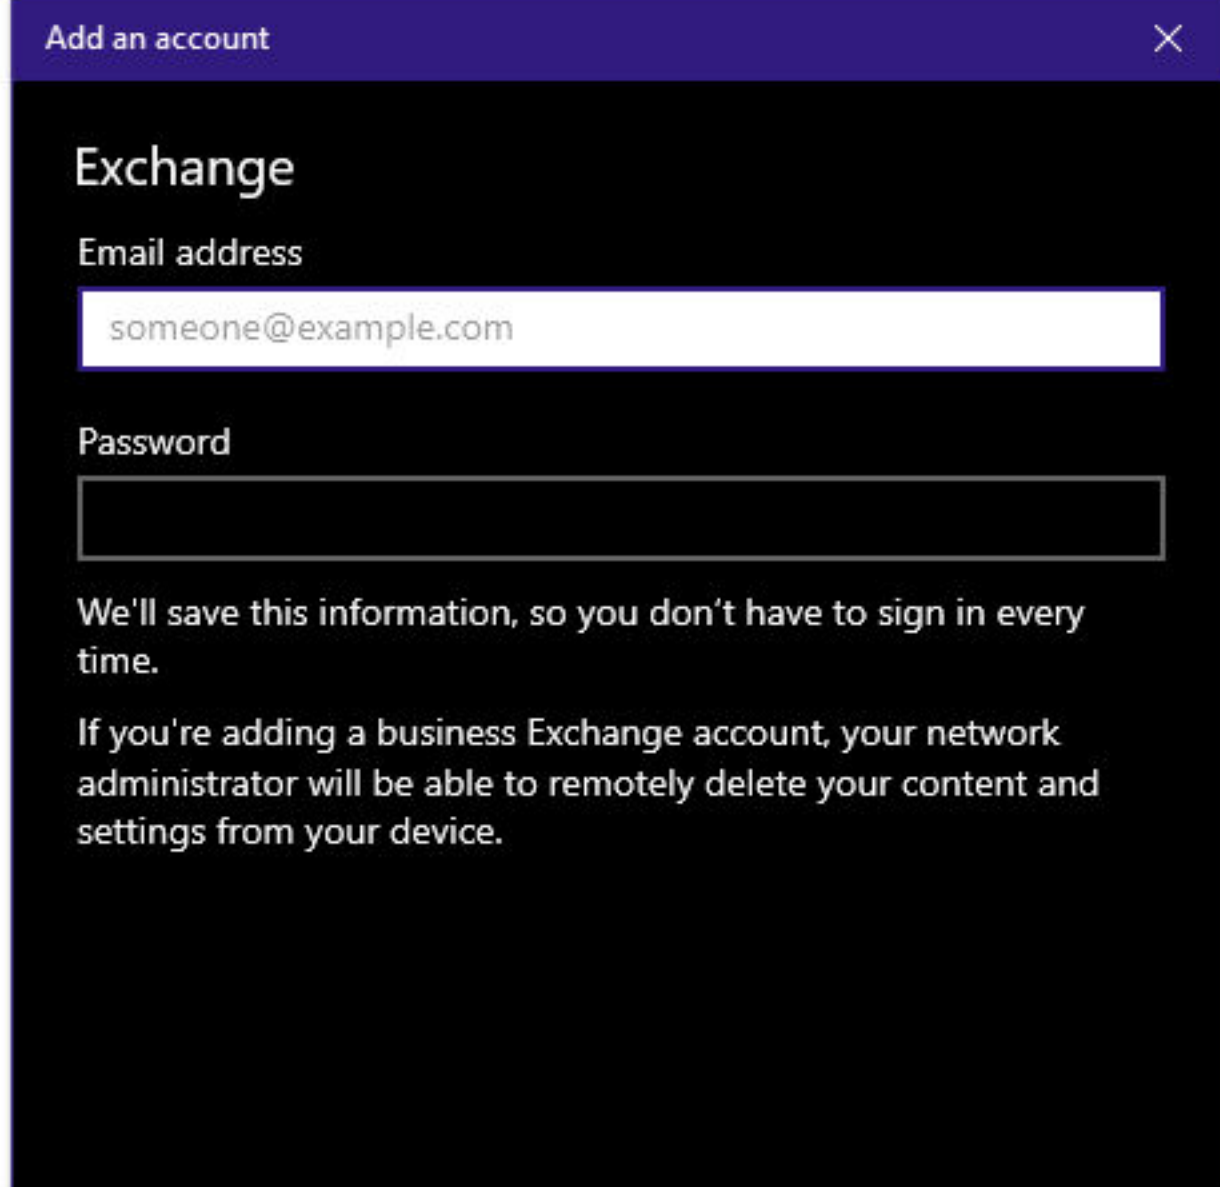 Add an account
Exchange
Email address
someone@example.com
Password
We'll save this information, so you don't have to sign in every
time.
If you're adding a business Exchange account, your network
administrator will be able to remotely delete your content and
settings from your device.